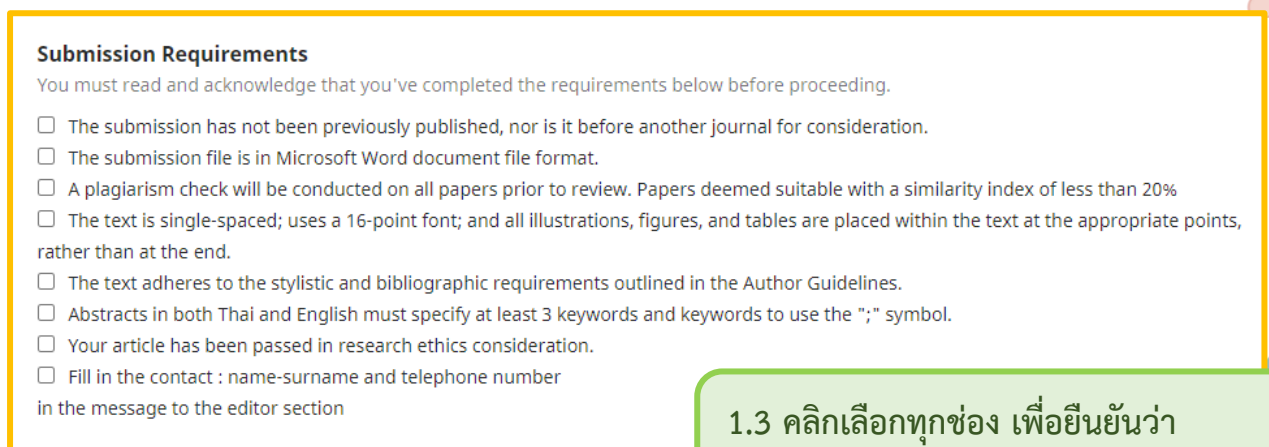 Submission Requirements
You must read and acknowledge that you've completed the requirements below before proceeding.
The submission has not been previously published, nor is it before another journal for consideration.
The submission file is in Microsoft Word document file format.
A plagiarism check will be conducted on all papers prior to review. Papers deemed suitable with a similarity index of less than 20%
The text is single-spaced; uses a 16-point font; and all illustrations, figures, and tables are placed within the text at the appropriate points,
rather than at the end.
The text adheres to the stylistic and bibliographic requirements outlined in the Author Guidelines.
Abstracts in both Thai and English must specify at least 3 keywords and keywords to use the ";" symbol.
Your article has been passed in research ethics consideration.
Fill in the contact : name-surname and telephone number
in the message to the editor section
1.3 คลิกเลือกทุกช่อง เพื่อยืนยันว่า